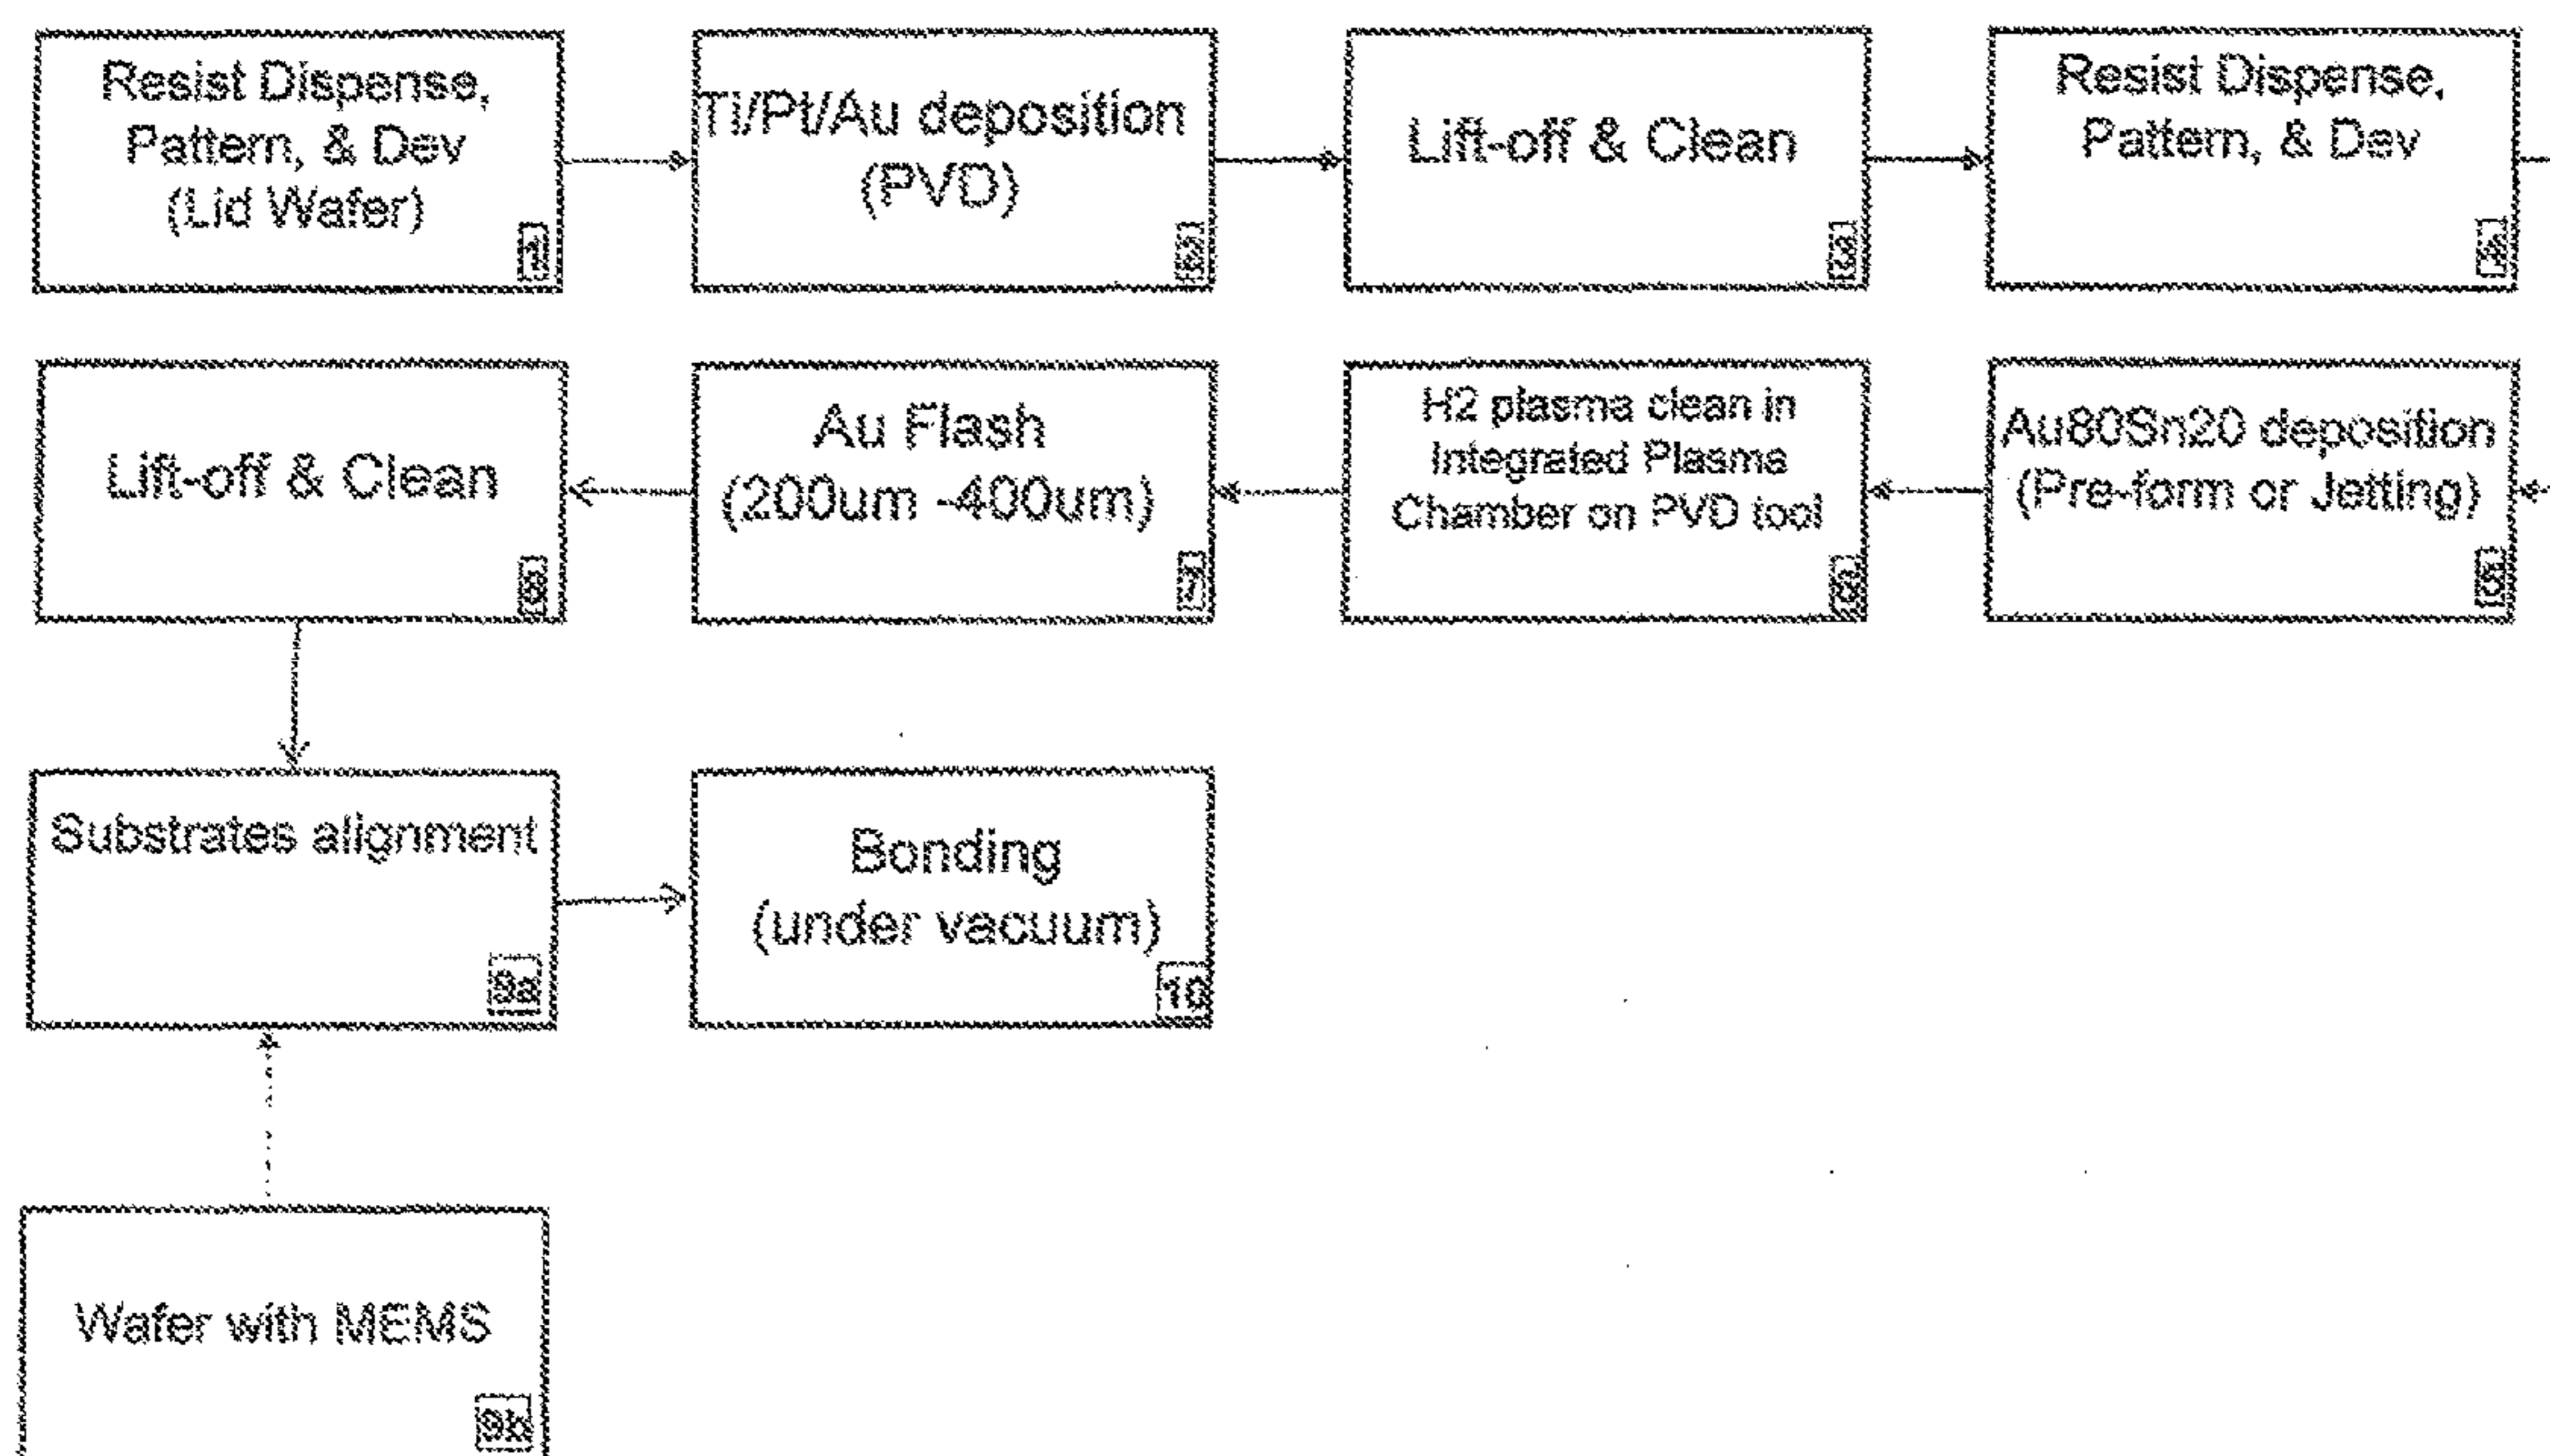 Resist Dispense,
Pattern, & Dev
(Lid Wafer)
1
Ti/Pt/Au deposition
(PVD)
2
Lift-off & Clean
3
Resist Dispense,
Pattern, & Dev
4
Au80Sn20 deposition
(Pre-form or Jetting)
5
H2 plasma clean in
Integrated Plasma
Chamber on PVD tool
6
Au Flash
(200um -400um)
7
Lift-off & Clean
8
Substrates alignment
9a
Bonding
(under vacuum)
10
Wafer with MEMS
9b